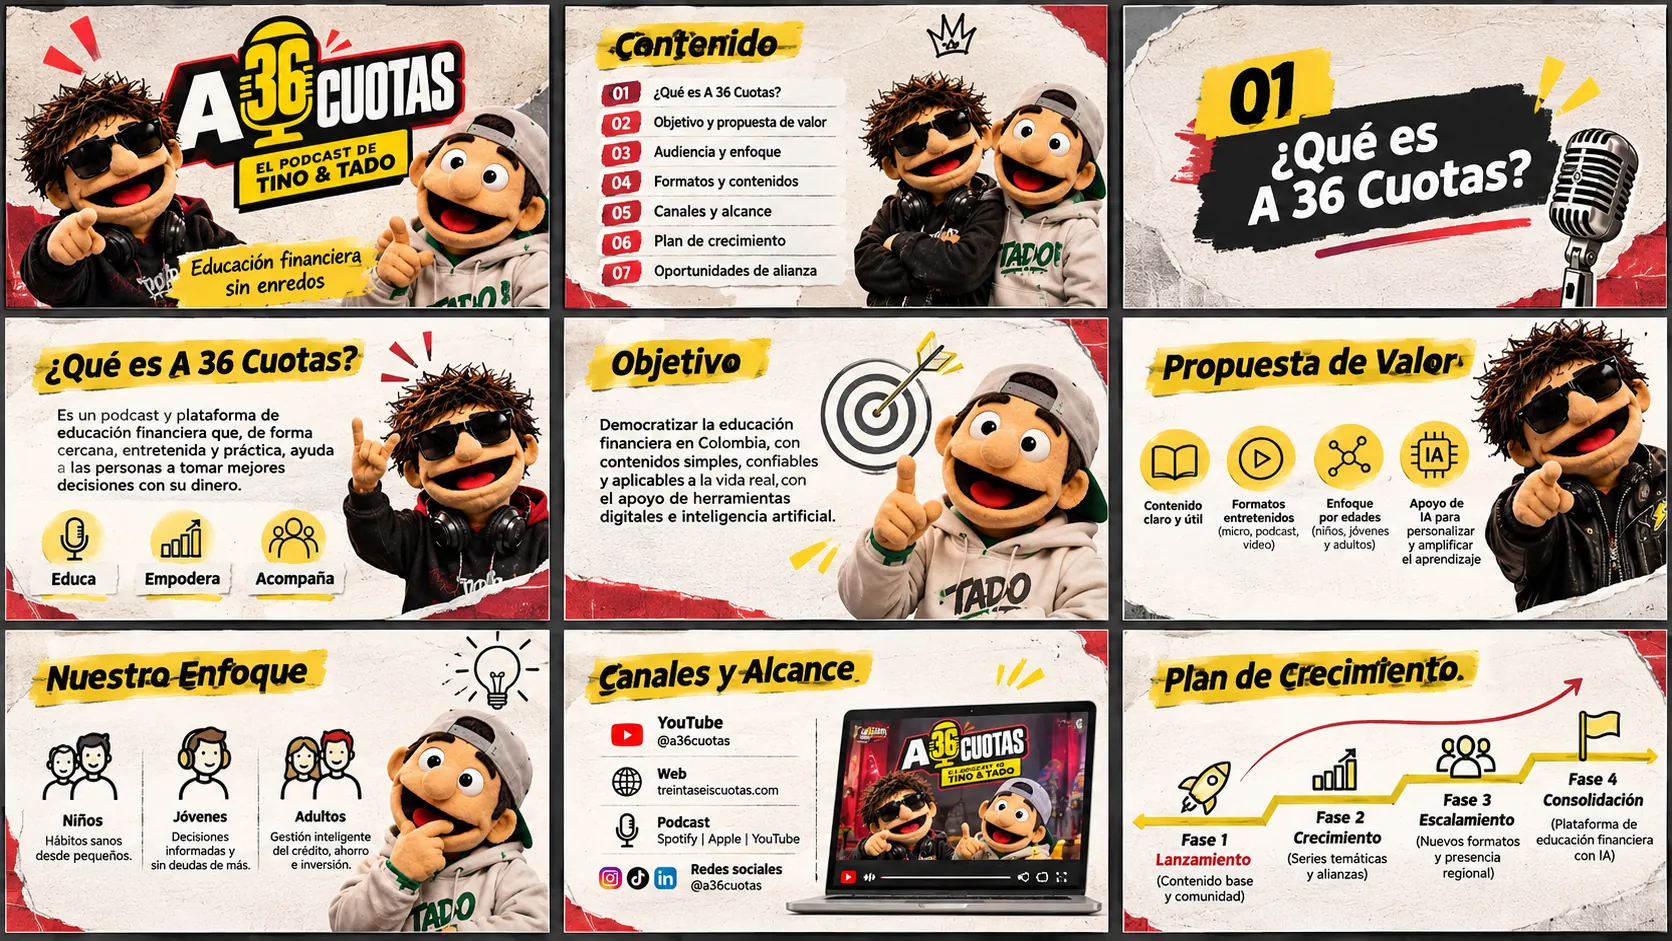 A 36 CUOTAS
EL PODCAST DE
TINO & TADO
Educación financiera
sin enredos
TADO
Contenido
01 ¿Qué es A 36 Cuotas?
02 Objetivo y propuesta de valor
03 Audiencia y enfoque
04 Formatos y contenidos
05 Canales y alcance
06 Plan de crecimiento
07 Oportunidades de alianza
TADO
01
¿Qué es
A 36 Cuotas?
¿Qué es A 36 Cuotas?
Es un podcast y plataforma de
educación financiera que, de forma
cercana, entretenida y práctica, ayuda
a las personas a tomar mejores
decisiones con su dinero.
Educa
Empodera
Acompaña
Objetivo
Democratizar la educación
financiera en Colombia, con
contenidos simples, confiables
y aplicables a la vida real, con
el apoyo de herramientas
digitales e inteligencia artificial.
TADO
Propuesta de Valor
IA
Contenido
claro y útil
Formatos
entretenidos
(micro, podcast,
video)
Enfoque
por edades
(niños, jóvenes
y adultos)
Apoyo de
IA para
personalizar
y amplificar
el aprendizaje
Nuestro Enfoque
Niños
Hábitos sanos
desde pequeños.
Jóvenes
Decisiones
informadas y
sin deudas de más.
Adultos
Gestión inteligente
del crédito, ahorro
e inversión.
TADO
Canales y Alcance
YouTube
@a36cuotas
Web
treintaseiscuotas.com
Podcast
Spotify | Apple | YouTube
Redes sociales
@a36cuotas
A 36 CUOTAS
EL PODCAST DE
TINO & TADO
Plan de Crecimiento.
Fase 1
Lanzamiento
(Contenido base
y comunidad)
Fase 2
Crecimiento
(Series temáticas
y alianzas)
Fase 3
Escalamiento
(Nuevos formatos
y presencia
regional)
Fase 4
Consolidación
(Plataforma de
educación financiera
con IA)